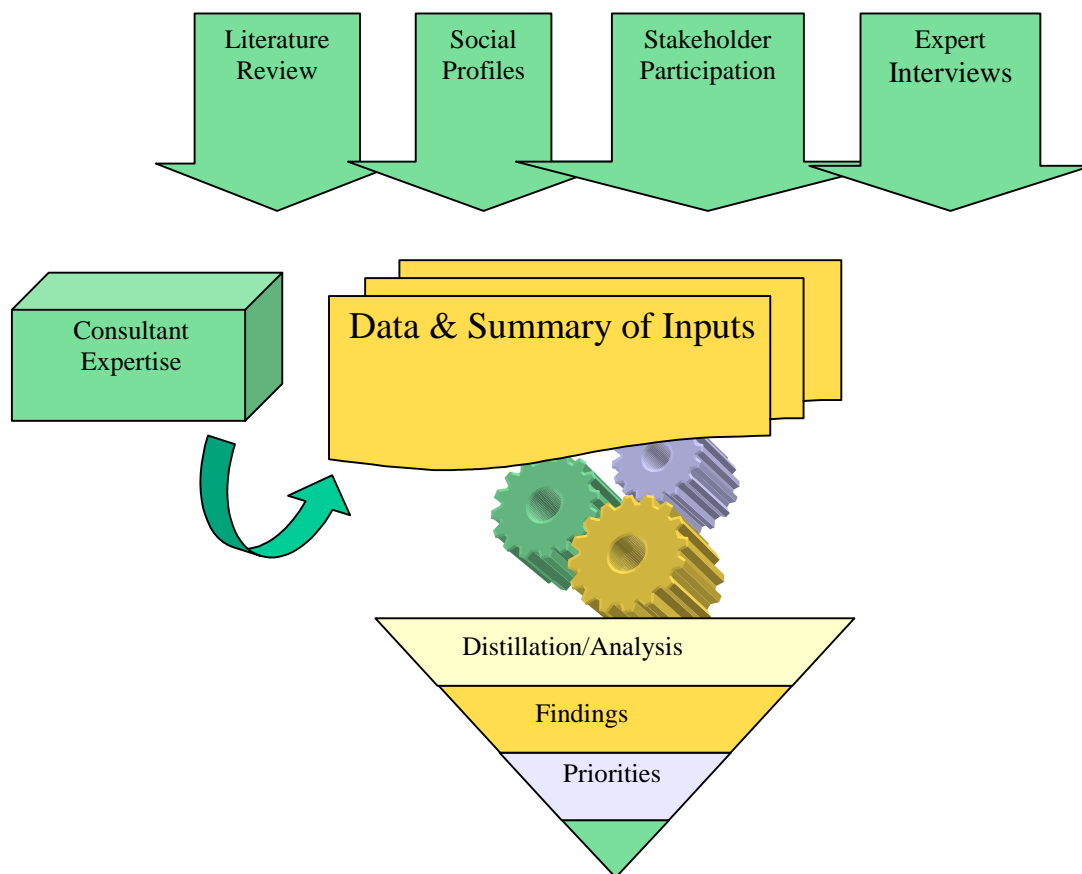 Literature
Review
Social
Profiles
Stakeholder
Participation
Expert
Interviews
Consultant
Expertise
Data & Summary of Inputs
Distillation/Analysis
Findings
Priorities